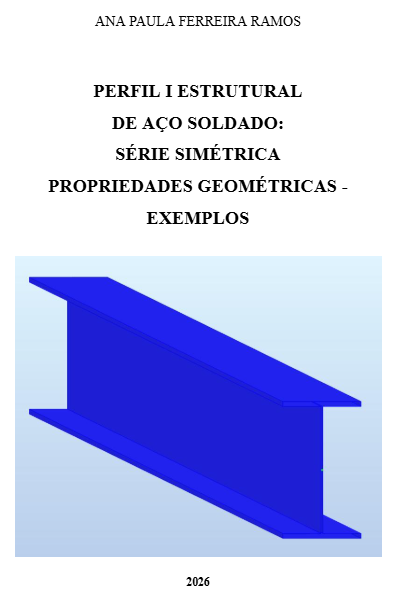 ANA PAULA FERREIRA RAMOS
PERFIL I ESTRUTURAL
DE AÇO SOLDADO:
SÉRIE SIMÉTRICA
PROPRIEDADES GEOMÉTRICAS -
EXEMPLOS
2026